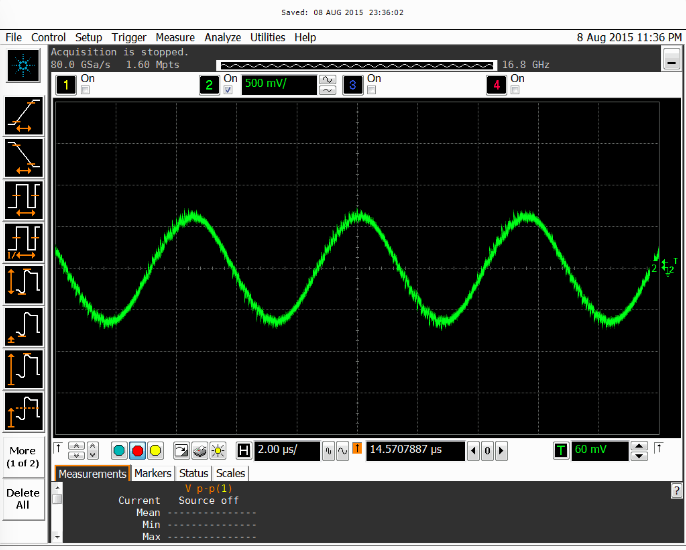 Saved: 08 AUG 2015 23:36:02
File Control Setup Trigger Measure Analyze Utilities Help 8 Aug 2015 11:36 PM
Acquisition is stopped.
80.0 GSa/s 1.60 Mpts 16.8 GHz
1 On 2 On 500 mV/ 3 On 4 On
1/
2
T
2
More
(1 of 2)
Delete
All
H 2.00 µs/ 14.5707887 µs 0 T 60 mV
Measurements Markers Status Scales
V p-p(1) ?
Current Source off
Mean --------------
Min --------------
Max --------------